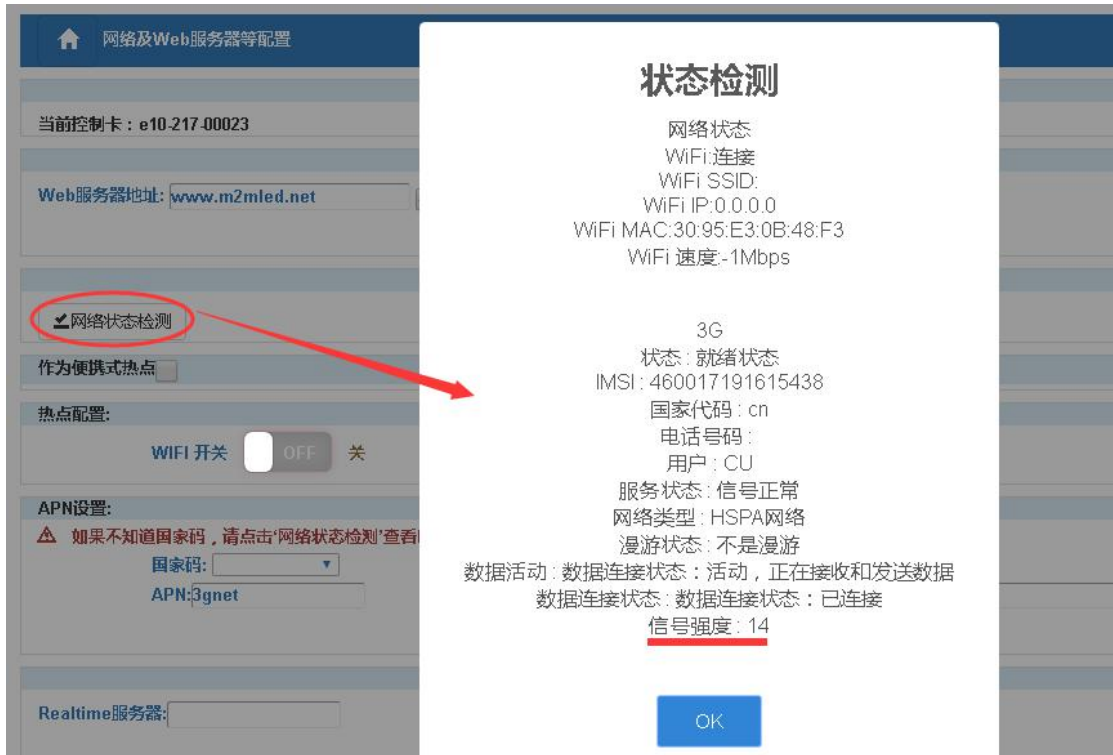 网络及Web服务器等配置
当前控制卡：e10-217-00023
Web服务器地址: www.m2mled.net
网络状态检测
作为便携式热点
热点配置:
WIFI 开关 OFF 关
APN设置:
如果不知道国家码，请点击‘网络状态检测’查看
国家码:
APN:3gnet
Realtime服务器:
状态检测
网络状态
WiFi:连接
WiFi SSID:
WiFi IP:0.0.0.0
WiFi MAC:30:95:E3:0B:48:F3
WiFi 速度:-1Mbps
3G
状态 : 就绪状态
IMSI : 460017191615438
国家代码 : cn
电话号码 :
用户 : CU
服务状态 : 信号正常
网络类型 : HSPA网络
漫游状态 : 不是漫游
数据活动 : 数据连接状态：活动，正在接收和发送数据
数据连接状态 : 数据连接状态：已连接
信号强度 : 14
OK